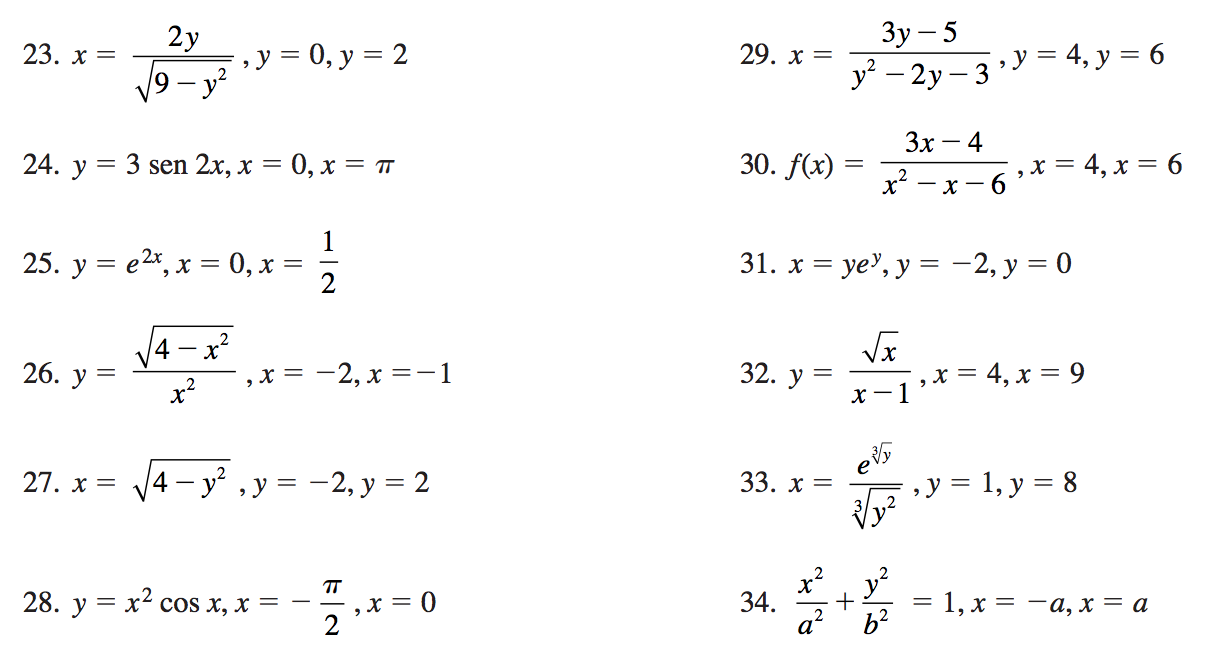 23. x = 2y / √(9 − y²), y = 0, y = 2
24. y = 3 sen 2x, x = 0, x = π
25. y = e^(2x), x = 0, x = 1/2
26. y = √(4 − x²) / x², x = −2, x = −1
27. x = √(4 − y²), y = −2, y = 2
28. y = x² cos x, x = − π/2, x = 0
29. x = (3y − 5) / (y² − 2y − 3), y = 4, y = 6
30. f(x) = (3x − 4) / (x² − x − 6), x = 4, x = 6
31. x = ye^y, y = −2, y = 0
32. y = √x / (x − 1), x = 4, x = 9
33. x = e^(∛y) / ∛(y²), y = 1, y = 8
34. x²/a² + y²/b² = 1, x = −a, x = a